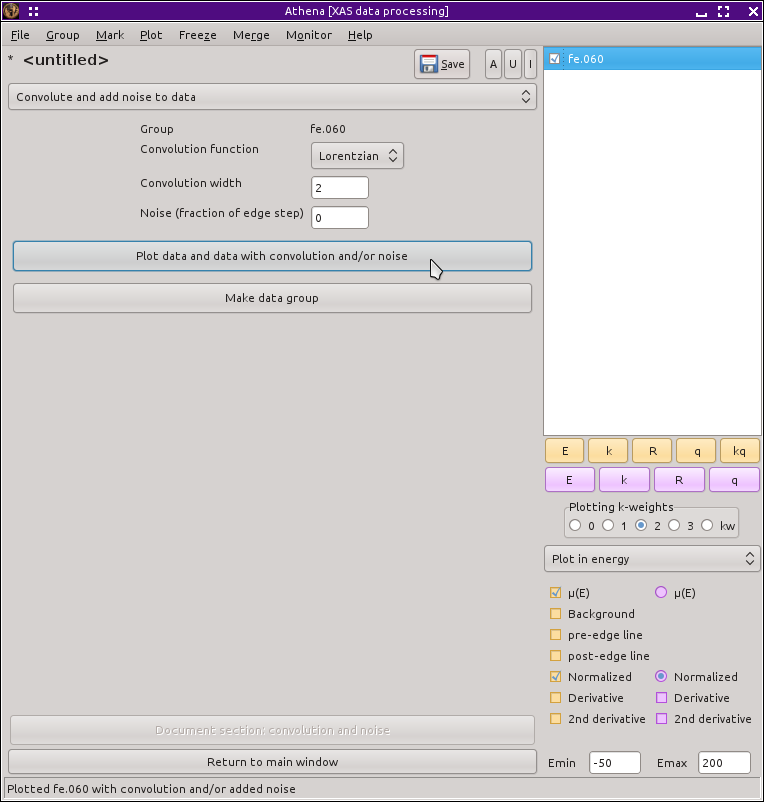 Athena [XAS data processing]
File Group Mark Plot Freeze Merge Monitor Help
* <untitled>
Save A U I
Convolute and add noise to data
Group fe.060
Convolution function Lorentzian
Convolution width 2
Noise (fraction of edge step) 0
Plot data and data with convolution and/or noise
Make data group
Document section: convolution and noise
Return to main window
fe.060
E k R q kq
E k R q
Plotting k-weights
0 1 2 3 kw
Plot in energy
μ(E) μ(E)
Background
pre-edge line
post-edge line
Normalized Normalized
Derivative Derivative
2nd derivative 2nd derivative
Emin -50 Emax 200
Plotted fe.060 with convolution and/or added noise